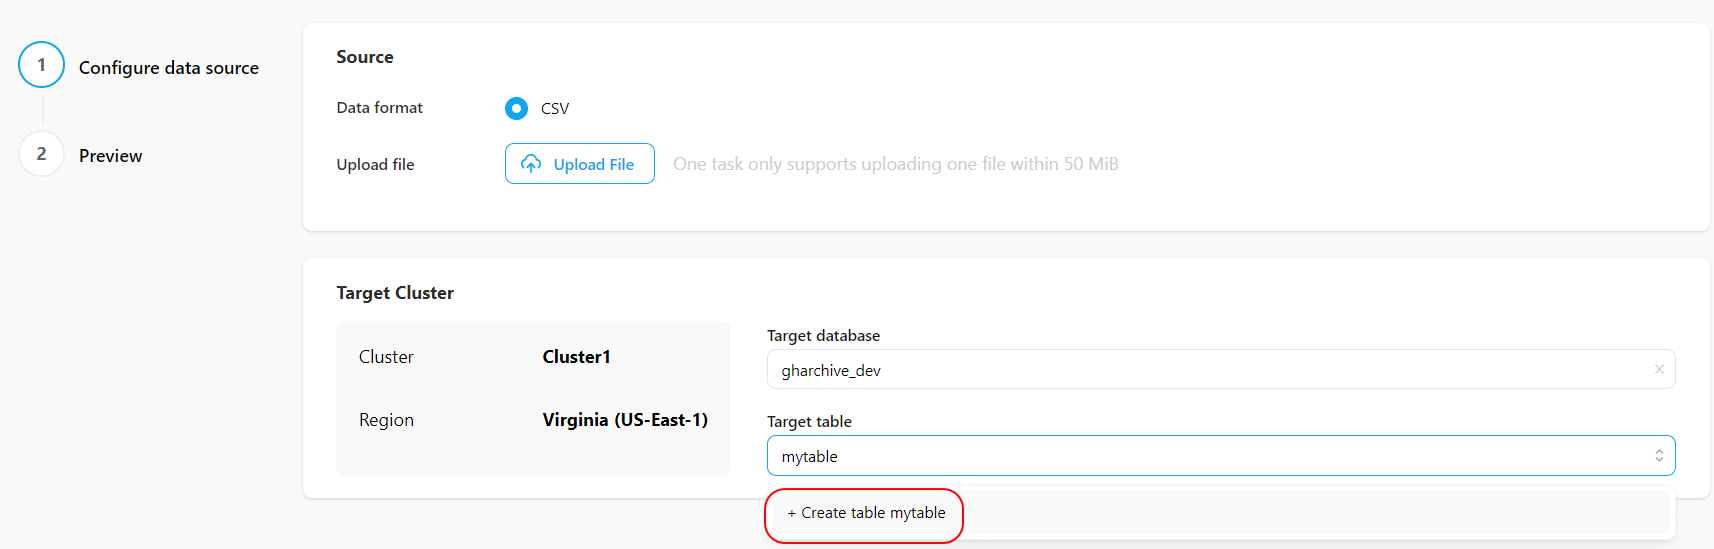 1 Configure data source
2 Preview
Source
Data format CSV
Upload file Upload File One task only supports uploading one file within 50 MiB
Target Cluster
Cluster Cluster1
Region Virginia (US-East-1)
Target database
gharchive_dev
Target table
mytable
+ Create table mytable